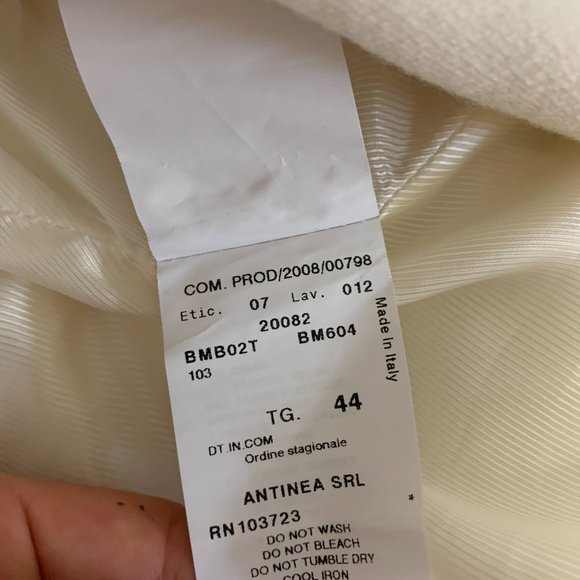 COM. PROD/2008/00798
Etic. 07 Lav. 012
20082
BMB02T BM604
103
Made in Italy
TG. 44
DT.IN.COM
Ordine stagionale
ANTINEA SRL
*
RN103723
DO NOT WASH
DO NOT BLEACH
DO NOT TUMBLE DRY
COOL IRON